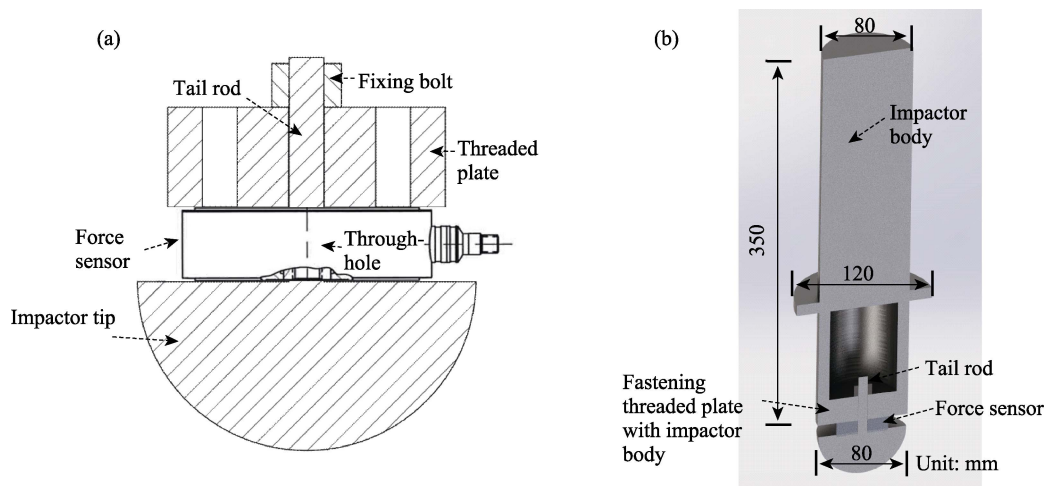 (a)
Tail rod
Fixing bolt
Threaded
plate
Force
sensor
Through-
hole
Impactor tip
(b)
80
Impactor
body
350
120
Tail rod
Fastening
threaded plate
with impactor
body
Force sensor
80
Unit: mm